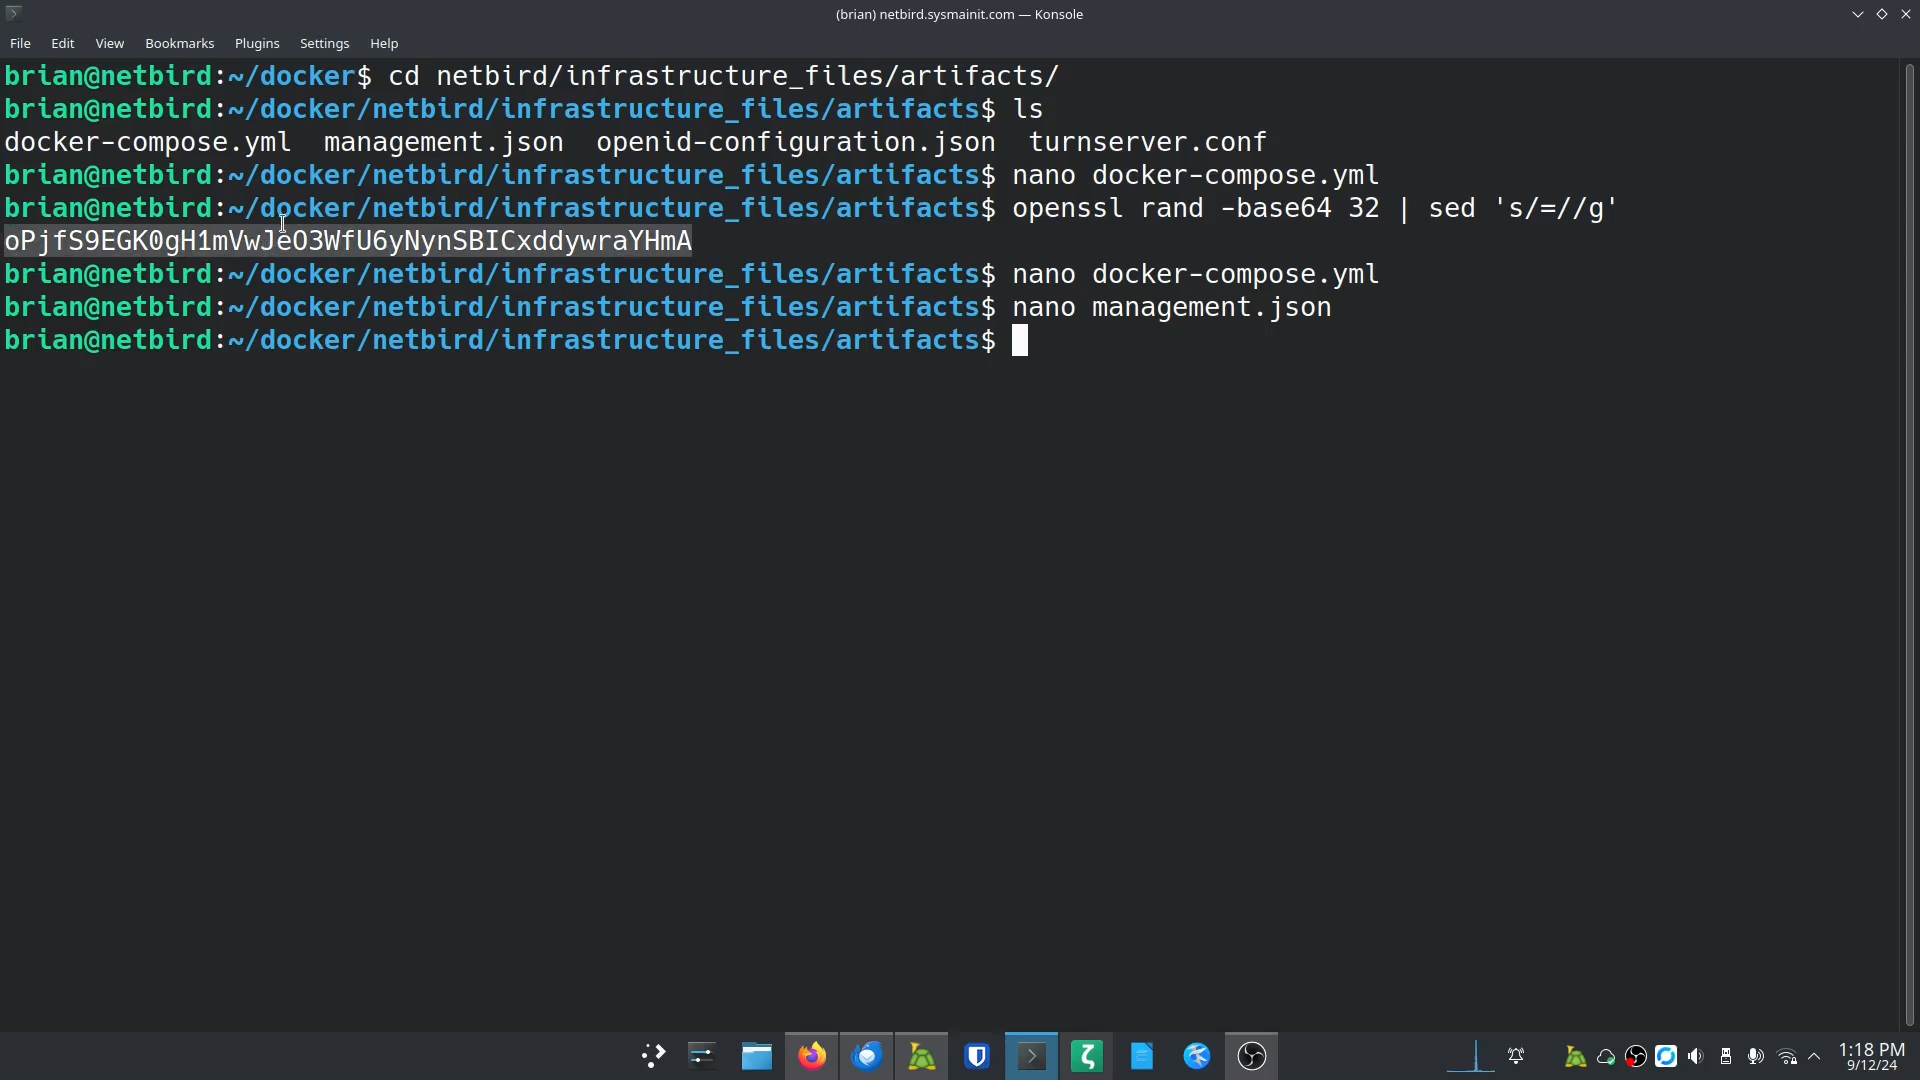 (brian) netbird.sysmainit.com — Konsole
File Edit View Bookmarks Plugins Settings Help
brian@netbird:~/docker$ cd netbird/infrastructure_files/artifacts/
brian@netbird:~/docker/netbird/infrastructure_files/artifacts$ ls
docker-compose.yml  management.json  openid-configuration.json  turnserver.conf
brian@netbird:~/docker/netbird/infrastructure_files/artifacts$ nano docker-compose.yml
brian@netbird:~/docker/netbird/infrastructure_files/artifacts$ openssl rand -base64 32 | sed 's/=//g'
oPjfS9EGK0gH1mVwJeO3WfU6yNynSBICxddywraYHmA
brian@netbird:~/docker/netbird/infrastructure_files/artifacts$ nano docker-compose.yml
brian@netbird:~/docker/netbird/infrastructure_files/artifacts$ nano management.json
brian@netbird:~/docker/netbird/infrastructure_files/artifacts$
1:18 PM
9/12/24